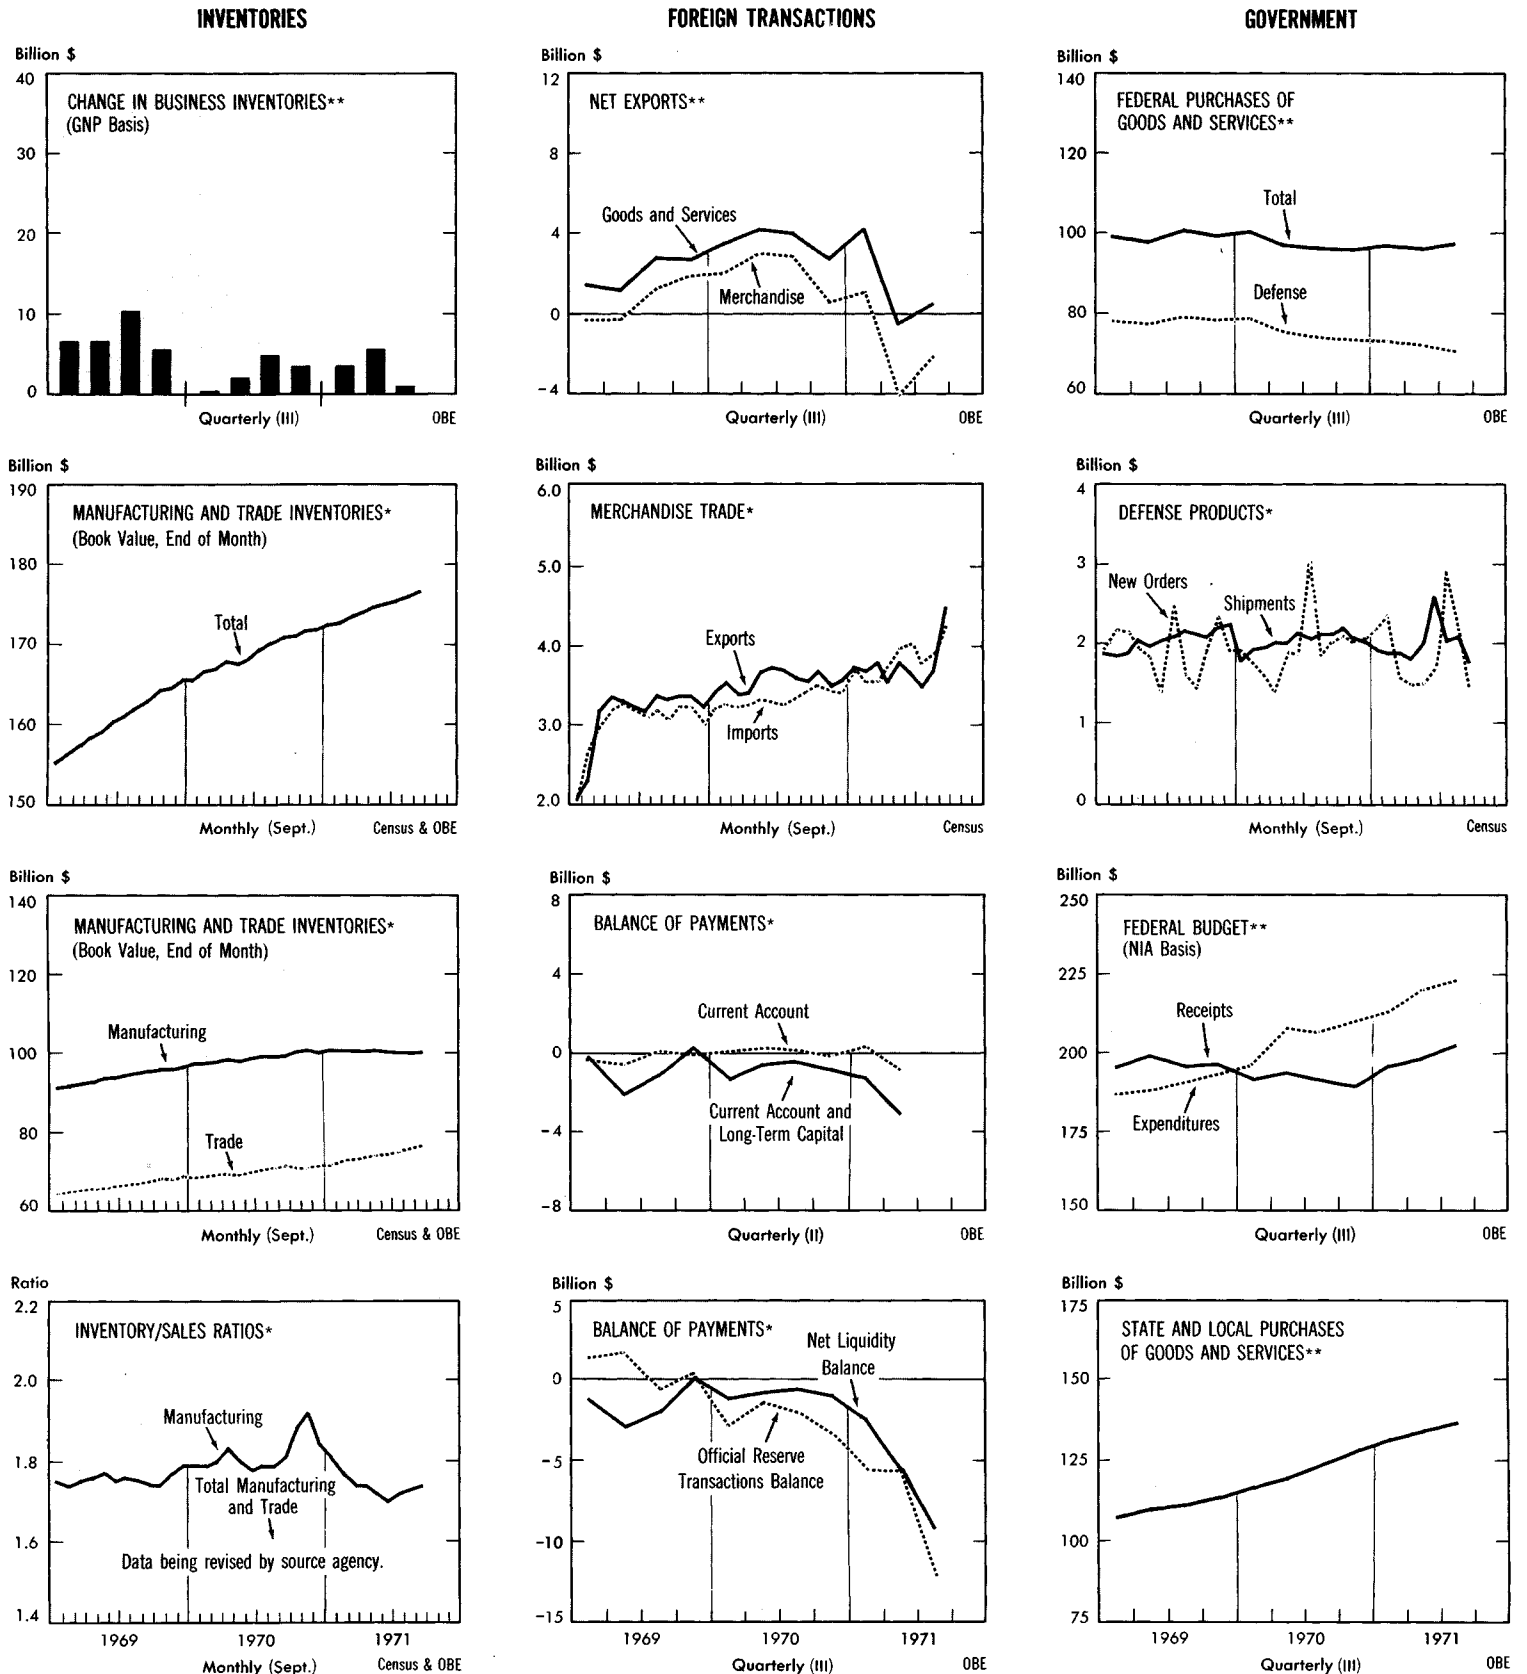 INVENTORIES
Billion $
40
30
20
10
0
CHANGE IN BUSINESS INVENTORIES**
(GNP Basis)
Quarterly (III)
OBE
Billion $
190
180
170
160
150
MANUFACTURING AND TRADE INVENTORIES*
(Book Value, End of Month)
Total
Monthly (Sept.)
Census & OBE
Billion $
140
120
100
80
60
MANUFACTURING AND TRADE INVENTORIES*
(Book Value, End of Month)
Manufacturing
Trade
Monthly (Sept.)
Census & OBE
Ratio
2.2
2.0
1.8
1.6
1.4
INVENTORY/SALES RATIOS*
Manufacturing
Total Manufacturing
and Trade
Data being revised by source agency.
1969
1970
1971
Monthly (Sept.)
Census & OBE
FOREIGN TRANSACTIONS
Billion $
12
8
4
0
-4
NET EXPORTS**
Goods and Services
Merchandise
Quarterly (III)
OBE
Billion $
6.0
5.0
4.0
3.0
2.0
MERCHANDISE TRADE*
Exports
Imports
Monthly (Sept.)
Census
Billion $
8
4
0
-4
-8
BALANCE OF PAYMENTS*
Current Account
Current Account and
Long-Term Capital
Quarterly (II)
OBE
Billion $
5
0
-5
-10
-15
BALANCE OF PAYMENTS*
Net Liquidity
Balance
Official Reserve
Transactions Balance
1969
1970
1971
Quarterly (III)
OBE
GOVERNMENT
Billion $
140
120
100
80
60
FEDERAL PURCHASES OF
GOODS AND SERVICES**
Total
Defense
Quarterly (III)
OBE
Billion $
4
3
2
1
0
DEFENSE PRODUCTS*
New Orders
Shipments
Monthly (Sept.)
Census
Billion $
250
225
200
175
150
FEDERAL BUDGET**
(NIA Basis)
Receipts
Expenditures
Quarterly (III)
OBE
Billion $
175
150
125
100
75
STATE AND LOCAL PURCHASES
OF GOODS AND SERVICES**
1969
1970
1971
Quarterly (III)
OBE